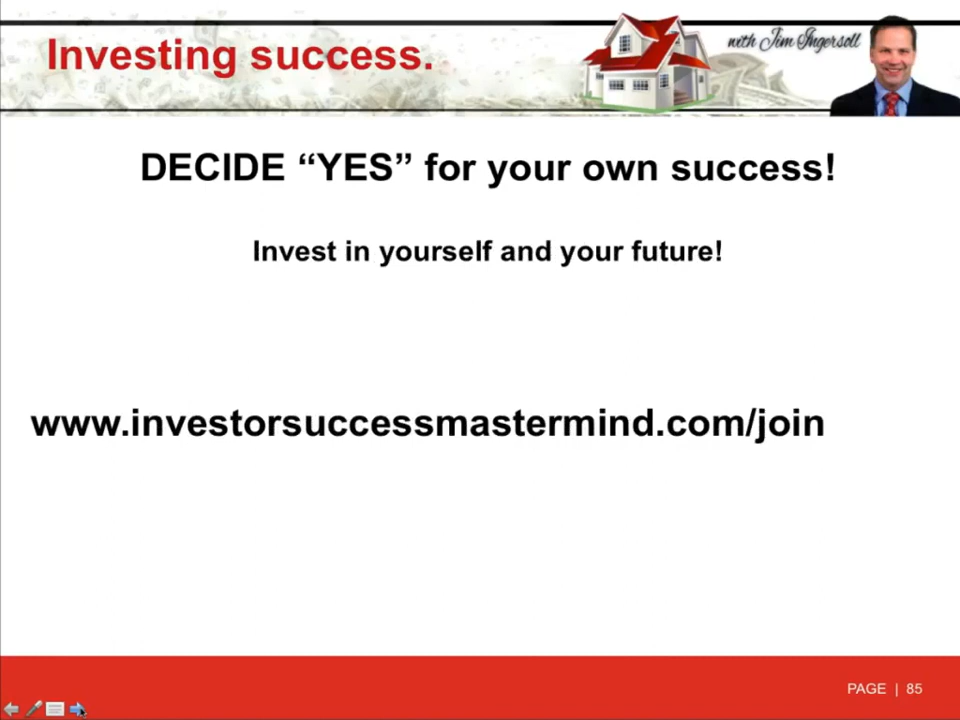 Investing success.
with Jim Ingersoll
DECIDE “YES” for your own success!
Invest in yourself and your future!
www.investorsuccessmastermind.com/join
PAGE | 85